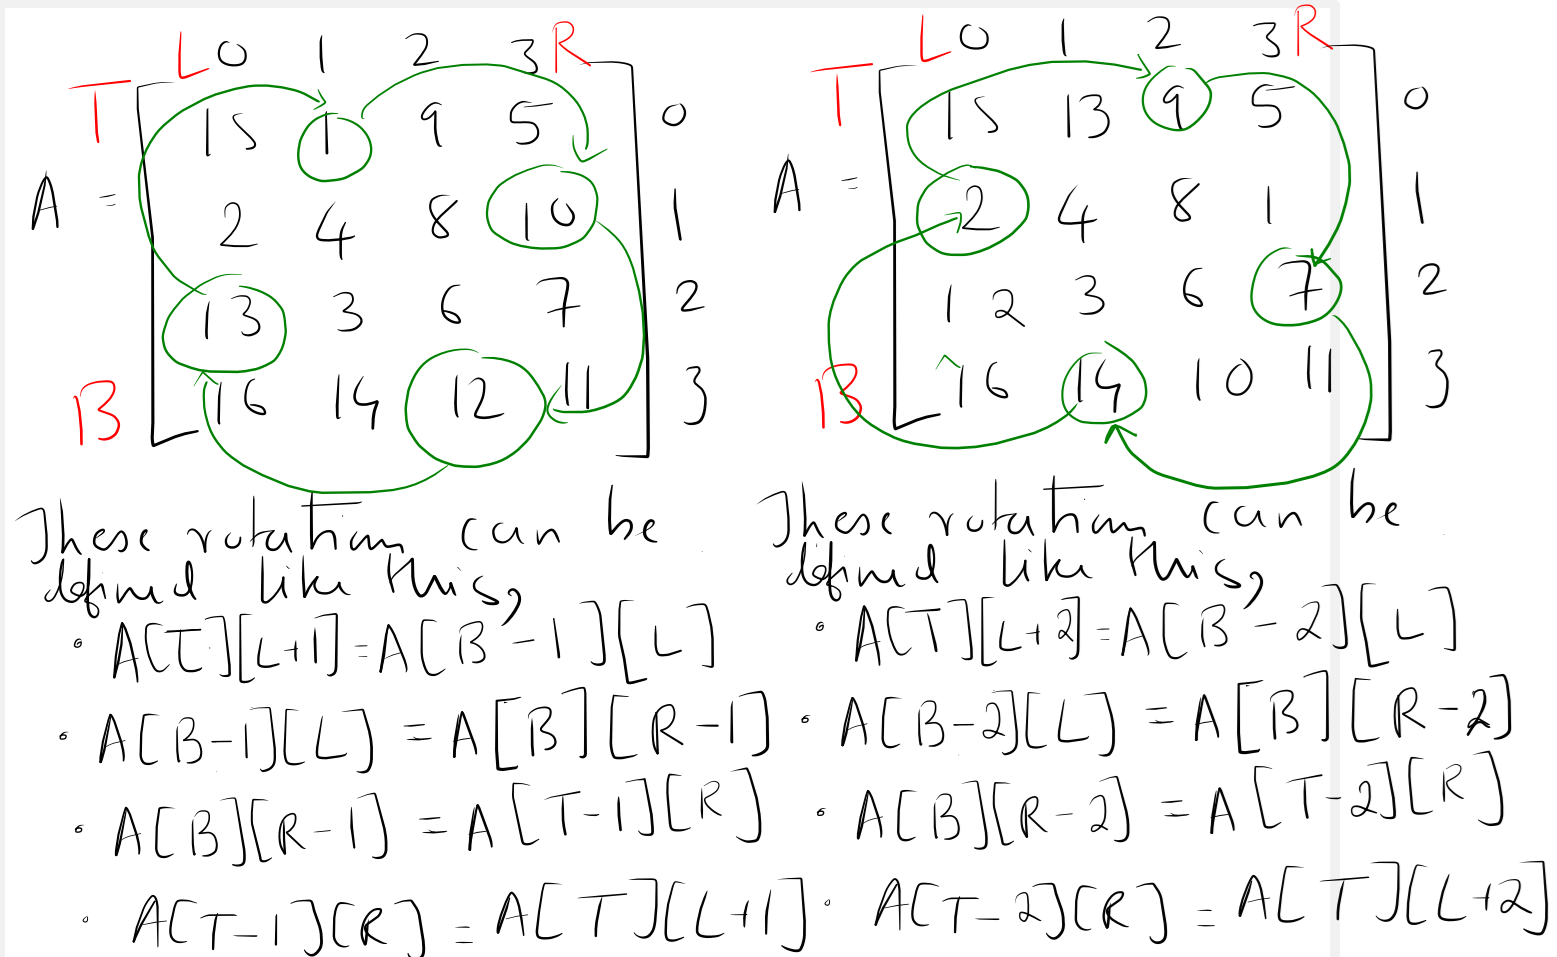 L 0 1 2 3 R
T 15 1 9 5 0
A = 2 4 8 10 1
13 3 6 7 2
B 16 14 12 11 3
These rotation can be
defined like this,
• A[T][L+1]=A[B-1][L]
• A[B-1][L] = A[B][R-1]
• A[B][R-1] = A[T-1][R]
• A[T-1][R] = A[T][L+1]
L 0 1 2 3 R
T 15 13 9 5 0
A = 2 4 8 1 1
12 3 6 7 2
B 16 14 10 11 3
These rotation can be
defined like this,
• A[T][L+2]=A[B-2][L]
• A[B-2][L] = A[B][R-2]
• A[B][R-2] = A[T-2][R]
• A[T-2][R] = A[T][L+2]